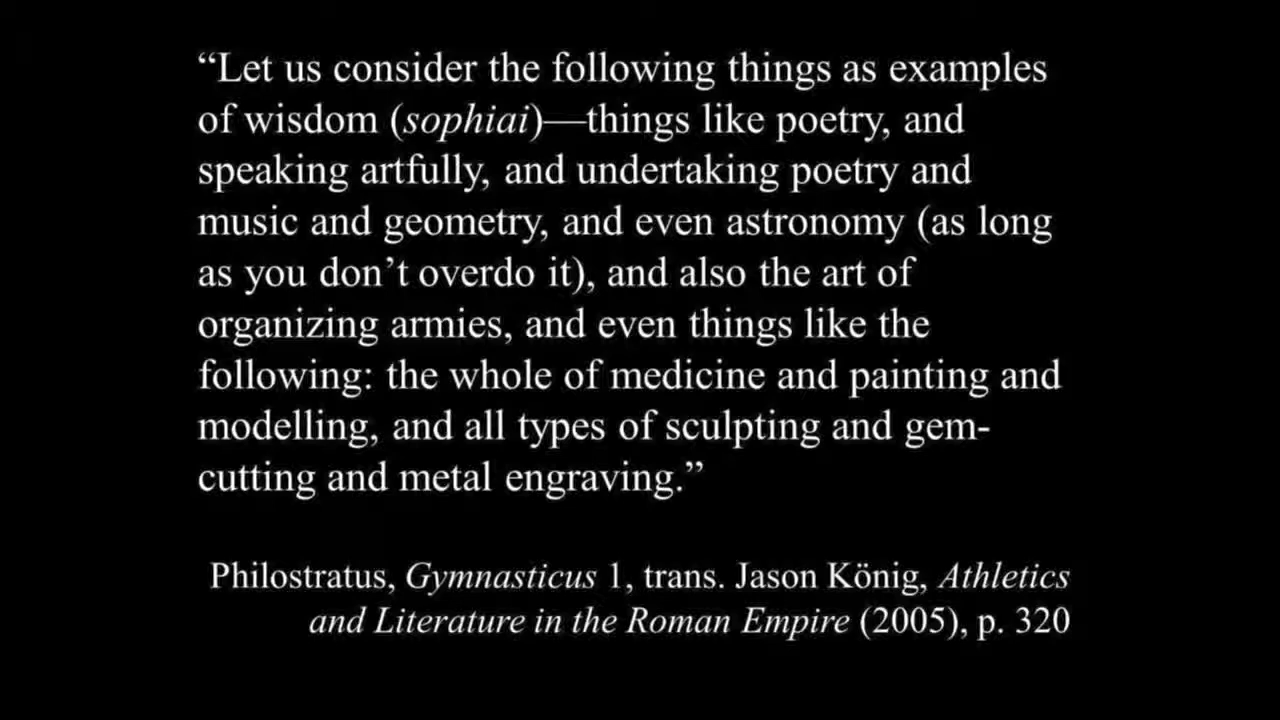 “Let us consider the following things as examples
of wisdom (sophiai)—things like poetry, and
speaking artfully, and undertaking poetry and
music and geometry, and even astronomy (as long
as you don’t overdo it), and also the art of
organizing armies, and even things like the
following: the whole of medicine and painting and
modelling, and all types of sculpting and gem-
cutting and metal engraving.”
Philostratus, Gymnasticus 1, trans. Jason König, Athletics
and Literature in the Roman Empire (2005), p. 320